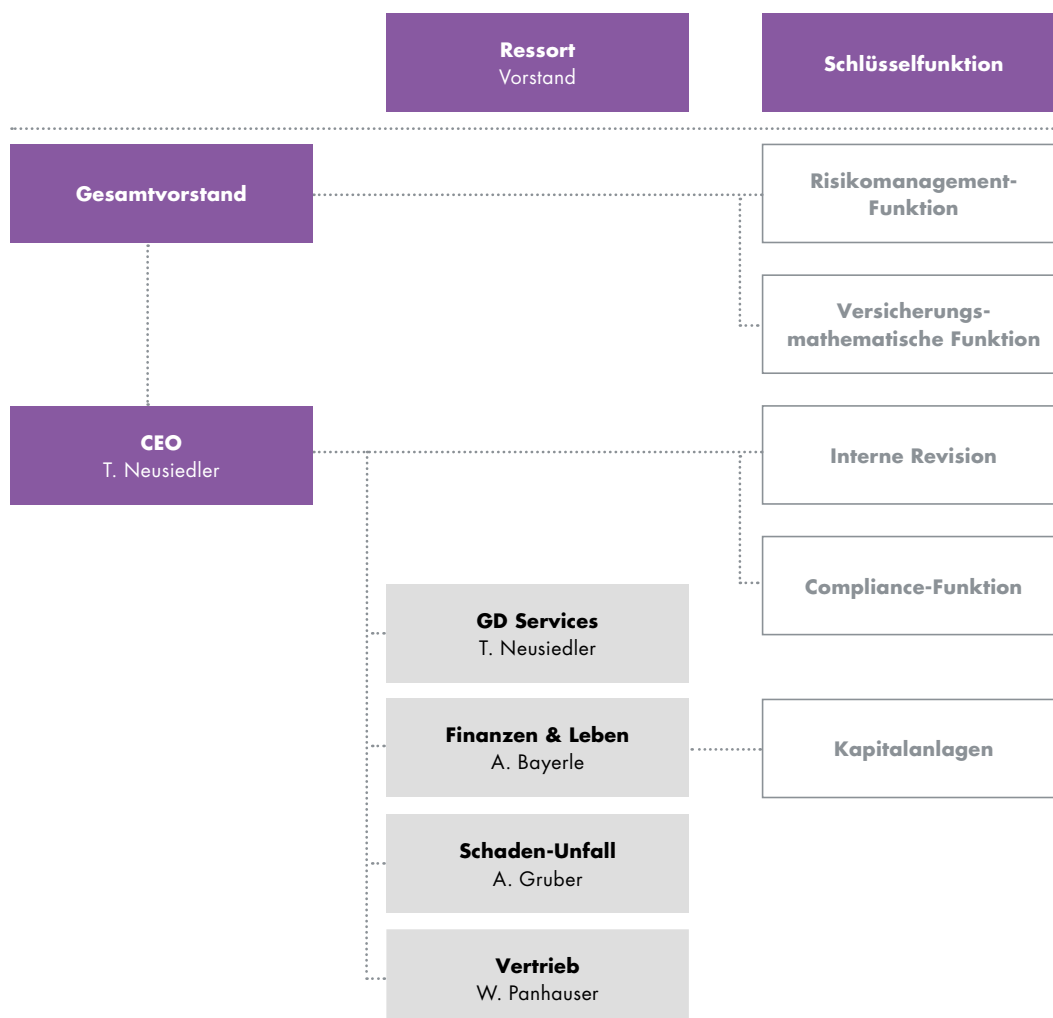 Ressort
Vorstand
Schlüsselfunktion
Gesamtvorstand
Risikomanagement-
Funktion
Versicherungs-
mathematische Funktion
CEO
T. Neusiedler
Interne Revision
Compliance-Funktion
GD Services
T. Neusiedler
Finanzen & Leben
A. Bayerle
Kapitalanlagen
Schaden-Unfall
A. Gruber
Vertrieb
W. Panhauser